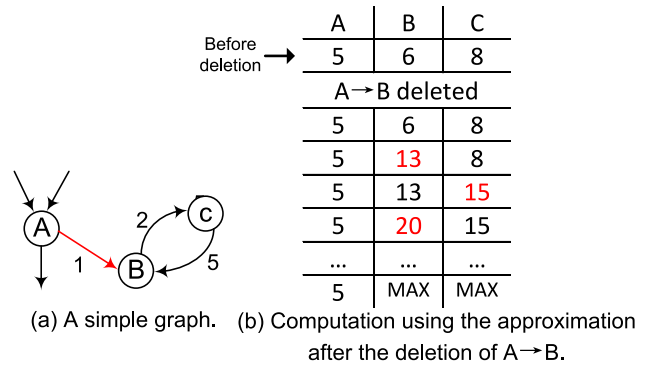 A B C
Before deletion
5 6 8
A→B deleted
5 6 8
5 13 8
5 13 15
5 20 15
... ... ...
5 MAX MAX
A
1
B
2
c
5
(a) A simple graph.
(b) Computation using the approximation
after the deletion of A→B.